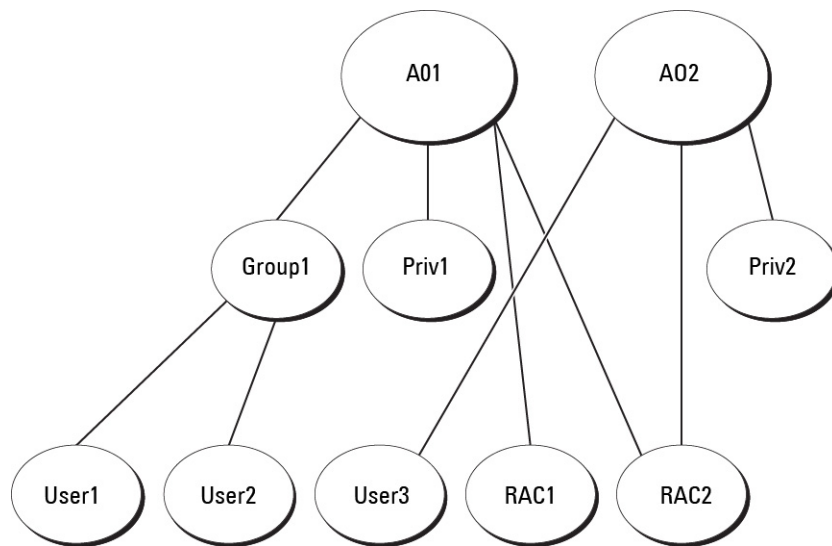 A01
AO2
Group1
Priv1
Priv2
User1
User2
User3
RAC1
RAC2